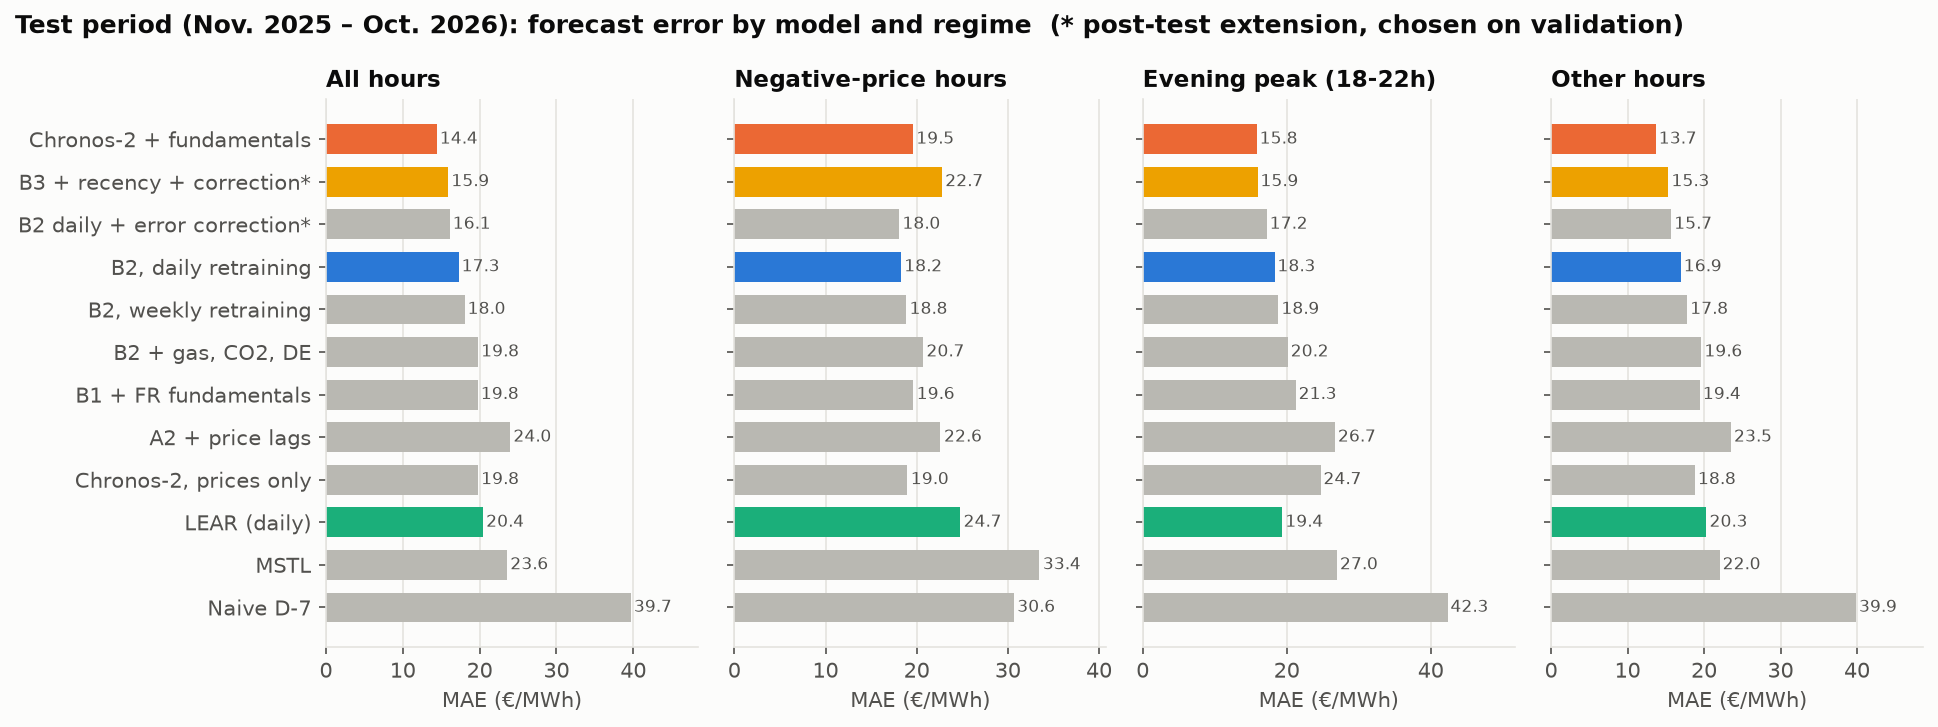 Test period (Nov. 2025 – Oct. 2026): forecast error by model and regime  (* post-test extension, chosen on validation)
All hours
Negative-price hours
Evening peak (18-22h)
Other hours
Chronos-2 + fundamentals 14.4 19.5 15.8 13.7
B3 + recency + correction* 15.9 22.7 15.9 15.3
B2 daily + error correction* 16.1 18.0 17.2 15.7
B2, daily retraining 17.3 18.2 18.3 16.9
B2, weekly retraining 18.0 18.8 18.9 17.8
B2 + gas, CO2, DE 19.8 20.7 20.2 19.6
B1 + FR fundamentals 19.8 19.6 21.3 19.4
A2 + price lags 24.0 22.6 26.7 23.5
Chronos-2, prices only 19.8 19.0 24.7 18.8
LEAR (daily) 20.4 24.7 19.4 20.3
MSTL 23.6 33.4 27.0 22.0
Naive D-7 39.7 30.6 42.3 39.9
0 10 20 30 40
0 10 20 30 40
0 20 40
0 10 20 30 40
MAE (€/MWh)
MAE (€/MWh)
MAE (€/MWh)
MAE (€/MWh)